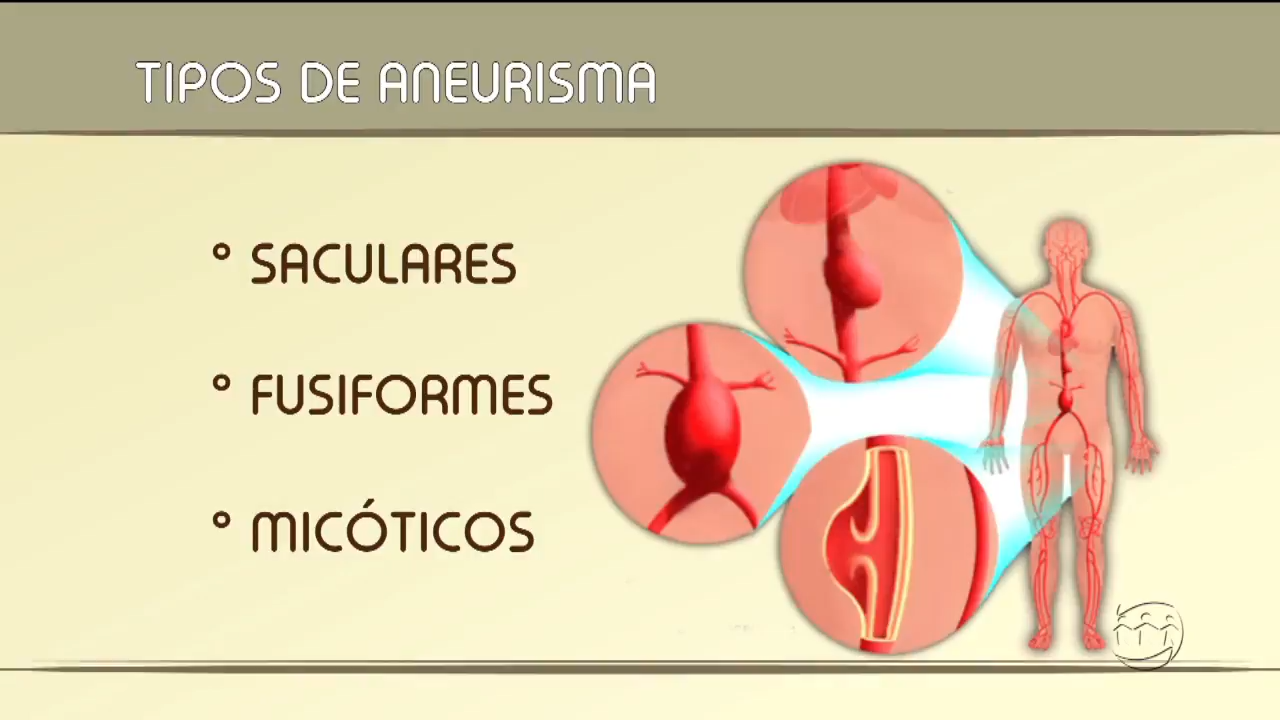 TIPOS DE ANEURISMA
° SACULARES
° FUSIFORMES
° MICÓTICOS